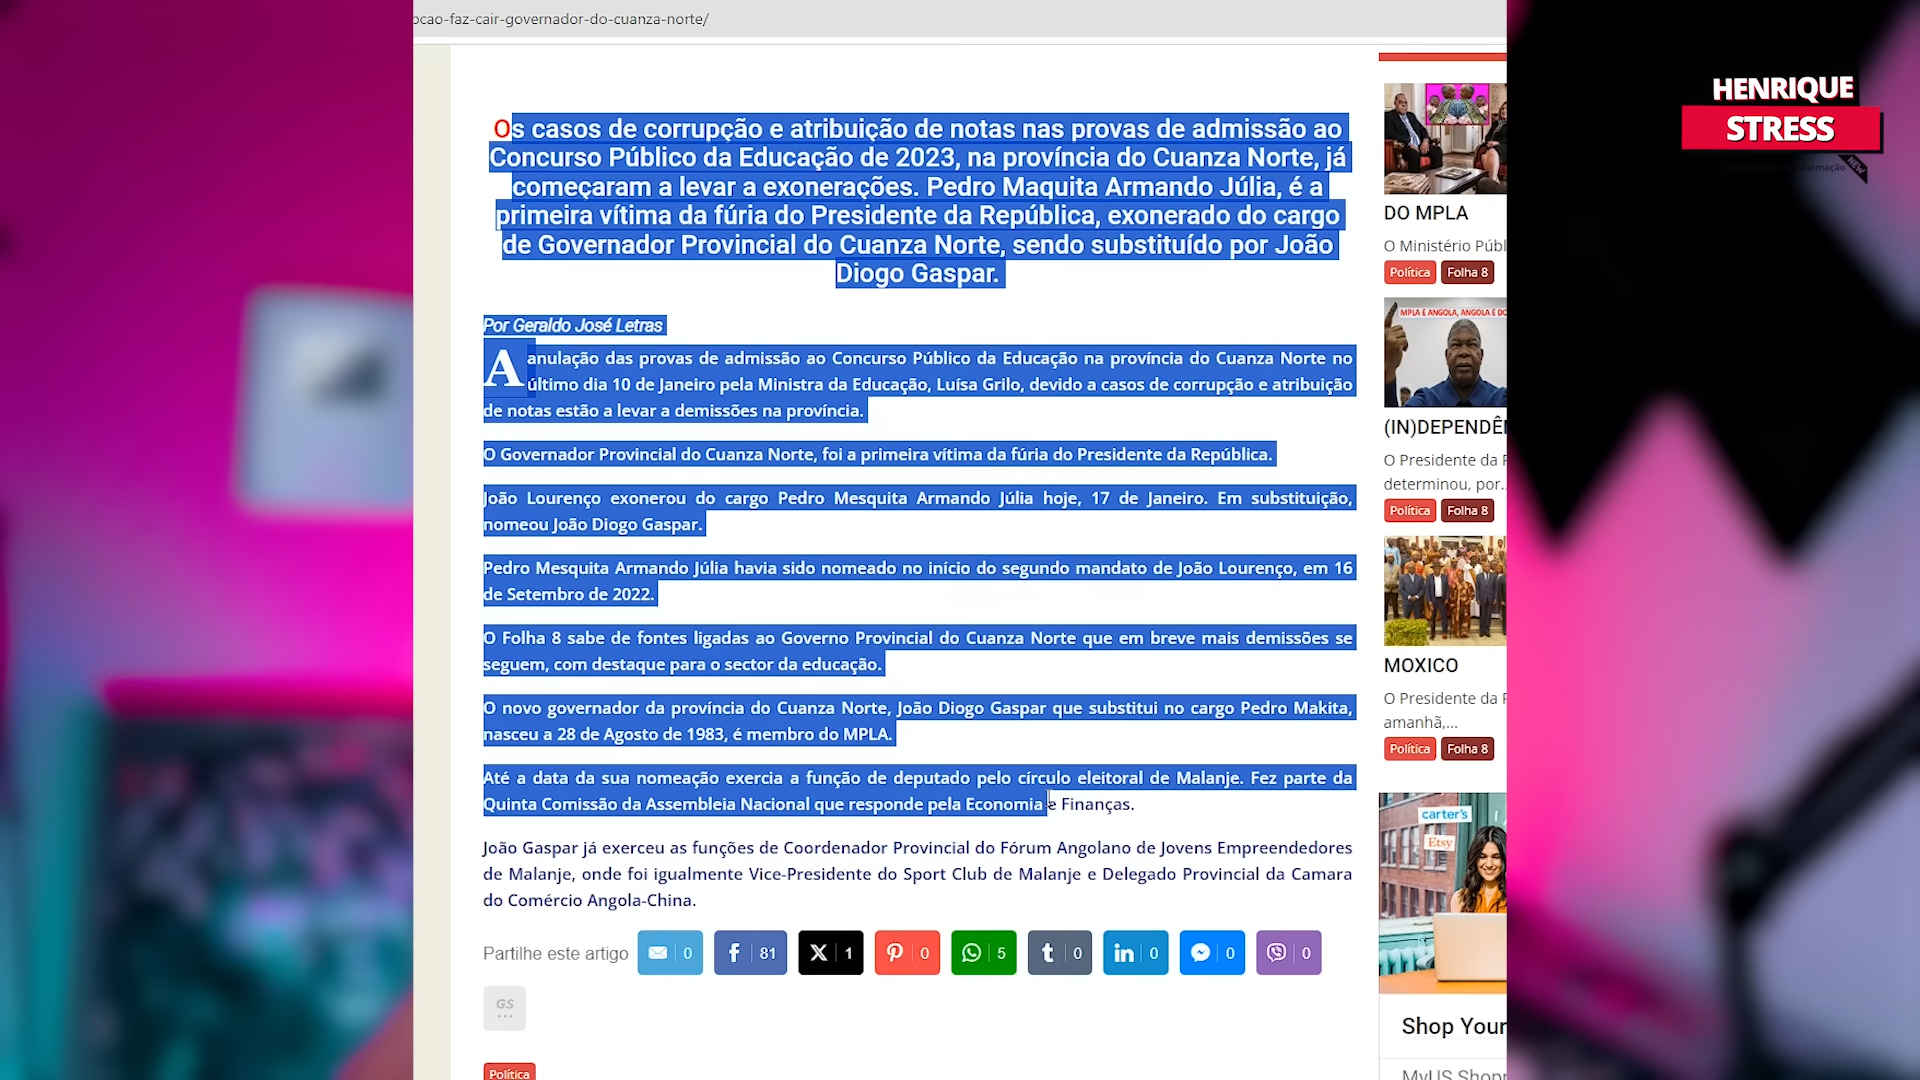 ocao-faz-cair-governador-do-cuanza-norte/
HENRIQUE
STRESS
NEW
Os casos de corrupção e atribuição de notas nas provas de admissão ao
Concurso Público da Educação de 2023, na província do Cuanza Norte, já
começaram a levar a exonerações. Pedro Maquita Armando Júlia, é a
primeira vítima da fúria do Presidente da República, exonerado do cargo
de Governador Provincial do Cuanza Norte, sendo substituído por João
Diogo Gaspar.
Por Geraldo José Letras
A anulação das provas de admissão ao Concurso Público da Educação na província do Cuanza Norte no
último dia 10 de Janeiro pela Ministra da Educação, Luísa Grilo, devido a casos de corrupção e atribuição
de notas estão a levar a demissões na província.
O Governador Provincial do Cuanza Norte, foi a primeira vítima da fúria do Presidente da República.
João Lourenço exonerou do cargo Pedro Mesquita Armando Júlia hoje, 17 de Janeiro. Em substituição,
nomeou João Diogo Gaspar.
Pedro Mesquita Armando Júlia havia sido nomeado no início do segundo mandato de João Lourenço, em 16
de Setembro de 2022.
O Folha 8 sabe de fontes ligadas ao Governo Provincial do Cuanza Norte que em breve mais demissões se
seguem, com destaque para o sector da educação.
O novo governador da província do Cuanza Norte, João Diogo Gaspar que substitui no cargo Pedro Makita,
nasceu a 28 de Agosto de 1983, é membro do MPLA.
Até a data da sua nomeação exercia a função de deputado pelo círculo eleitoral de Malanje. Fez parte da
Quinta Comissão da Assembleia Nacional que responde pela Economia e Finanças.
João Gaspar já exerceu as funções de Coordenador Provincial do Fórum Angolano de Jovens Empreendedores
de Malanje, onde foi igualmente Vice-Presidente do Sport Club de Malanje e Delegado Provincial da Camara
do Comércio Angola-China.
Partilhe este artigo 0 81 1 0 5 0 0 0 0
GS
Política
DO MPLA
O Ministério Públ
Política Folha 8
MPLA É ANGOLA, ANGOLA É DO
(IN)DEPENDÊ
O Presidente da
determinou, por...
Política Folha 8
MOXICO
O Presidente da
amanhã,...
Política Folha 8
carter's
Etsy
Shop Your
MyUS Shop